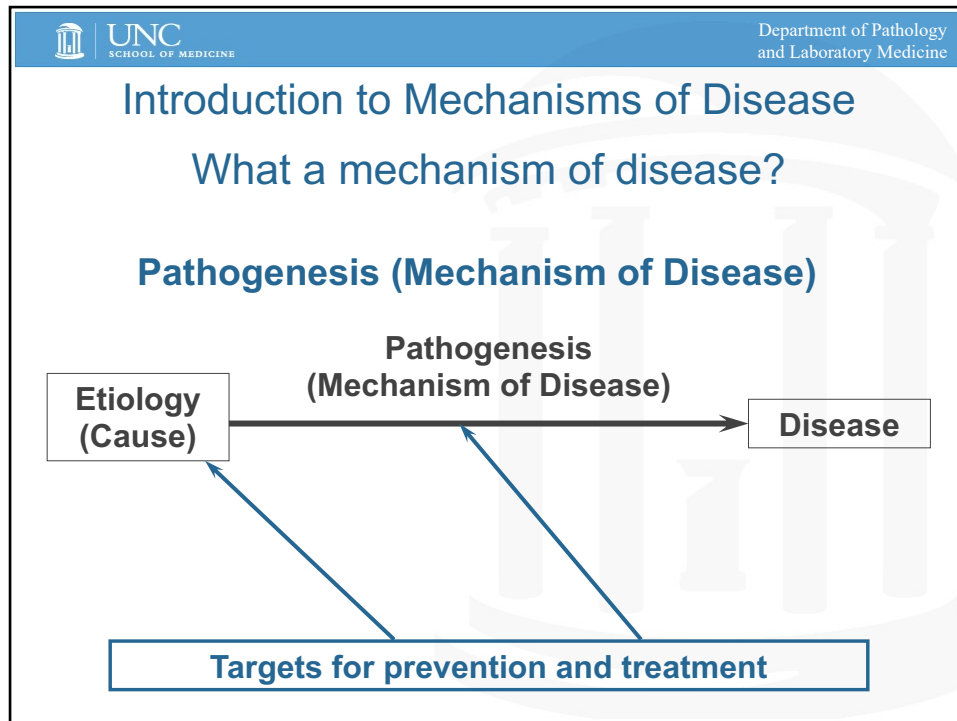 UNC
SCHOOL OF MEDICINE
Department of Pathology
and Laboratory Medicine
Introduction to Mechanisms of Disease
What a mechanism of disease?
Pathogenesis (Mechanism of Disease)
Pathogenesis
(Mechanism of Disease)
Etiology
(Cause)
Disease
Targets for prevention and treatment